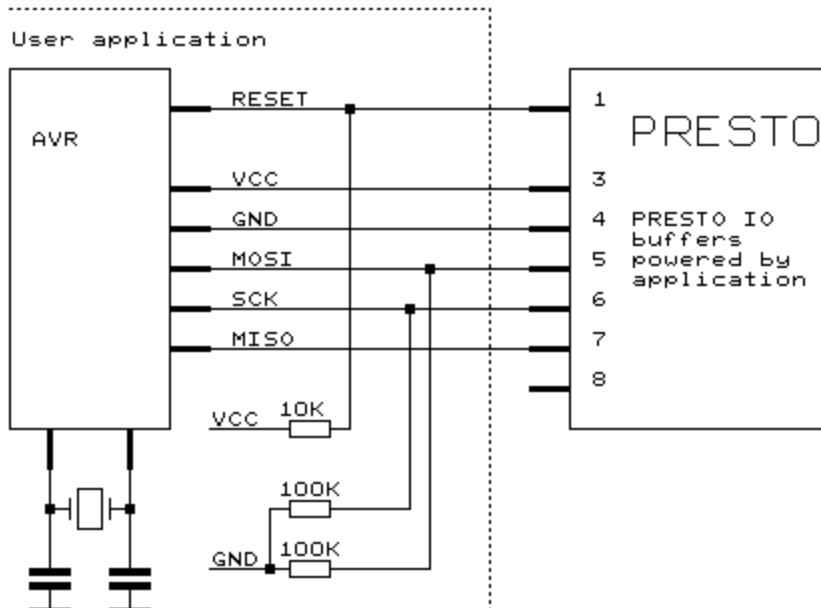 User application
AVR
RESET
VCC
GND
MOSI
SCK
MISO
1
3
4
5
6
7
8
PRESTO
PRESTO IO
buffers
powered by
application
VCC
10K
100K
GND
100K